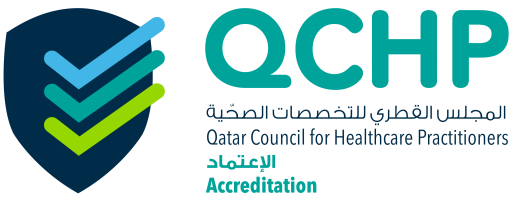 QCHP
المجلس القطري للتخصصات الصحّية
Qatar Council for Healthcare Practitioners
الإعتماد
Accreditation